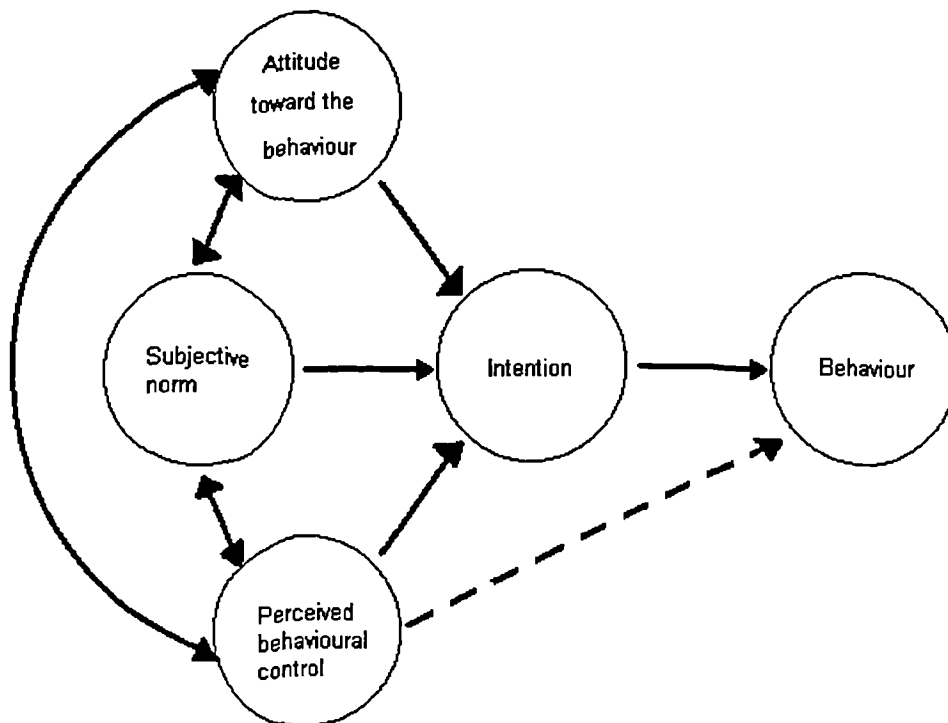 Attitude
toward the
behaviour
Subjective
norm
Intention
Behaviour
Perceived
behavioural
control